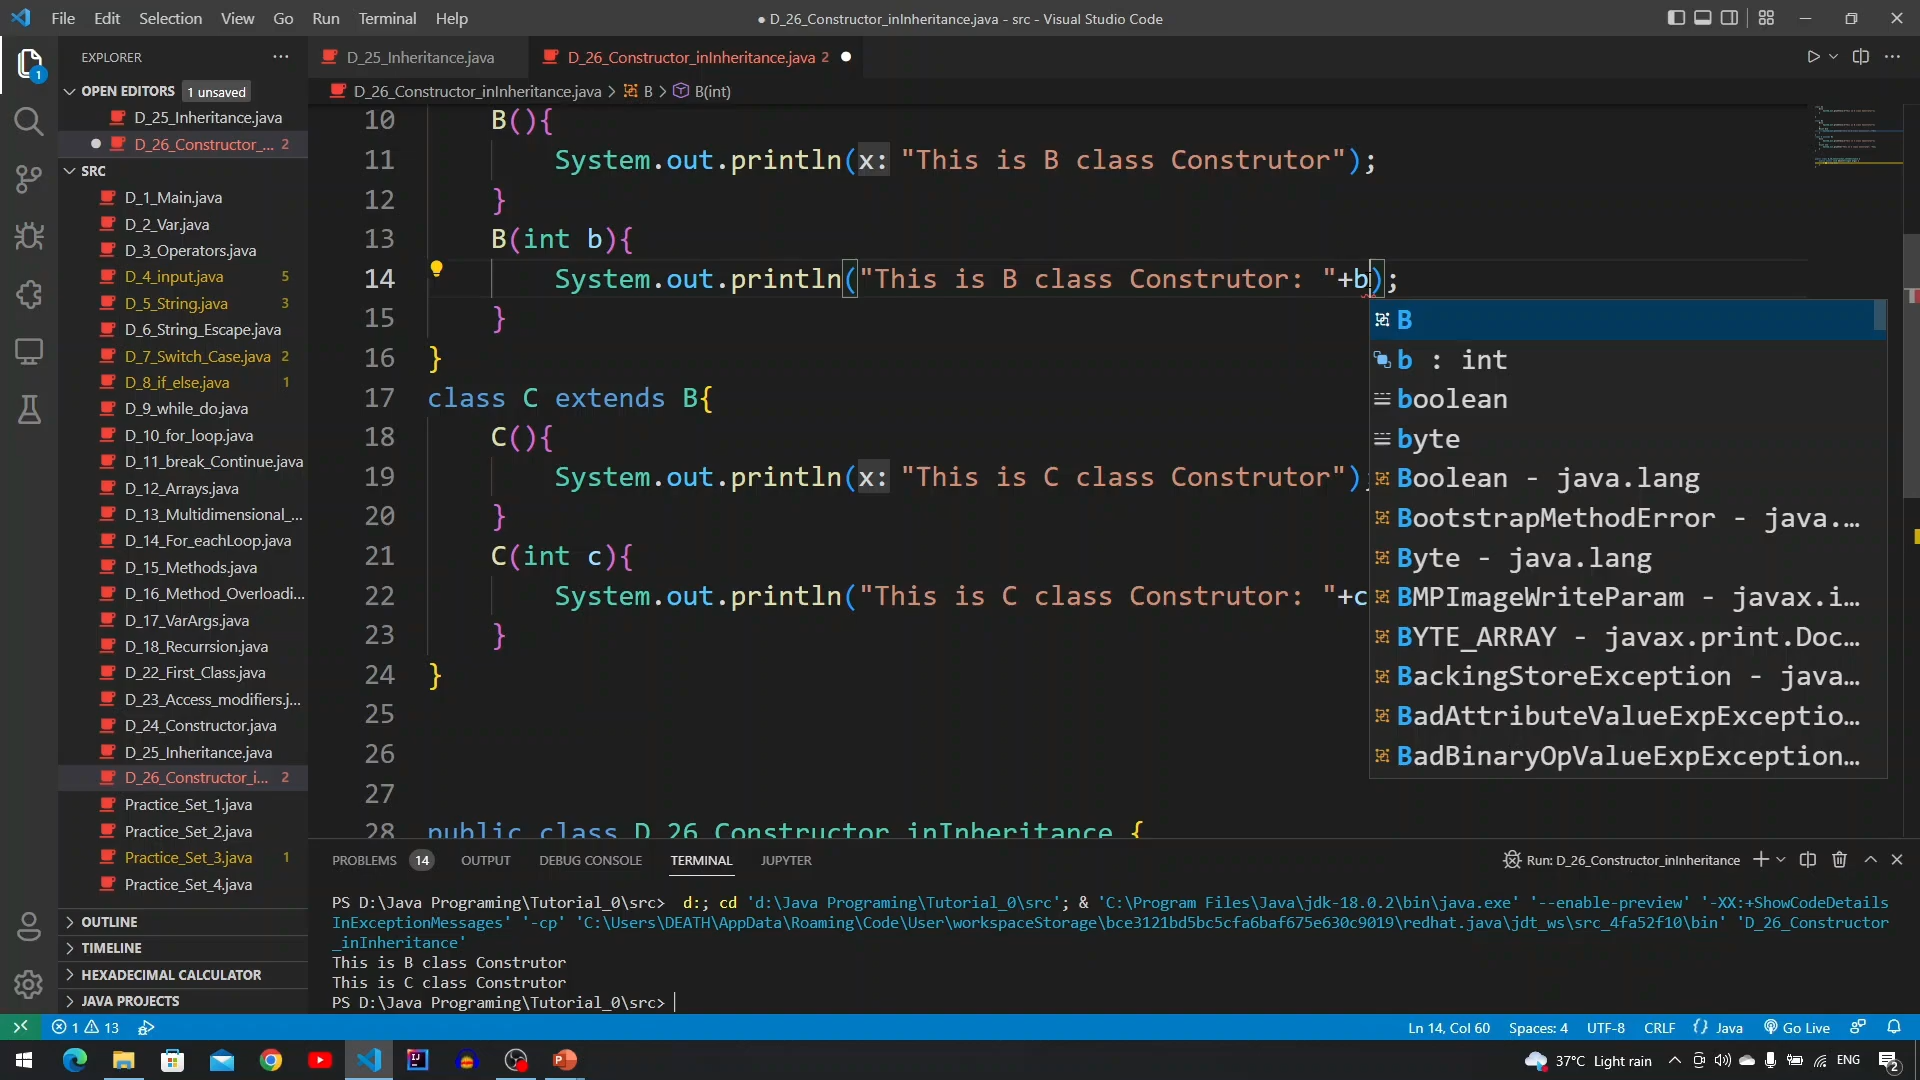 File Edit Selection View Go Run Terminal Help
● D_26_Constructor_inInheritance.java - src - Visual Studio Code
EXPLORER
D_25_Inheritance.java
D_26_Constructor_inInheritance.java 2
OPEN EDITORS 1 unsaved
D_26_Constructor_inInheritance.java > B > B(int)
D_25_Inheritance.java
D_26_Constructor_... 2
SRC
D_1_Main.java
D_2_Var.java
D_3_Operators.java
D_4_input.java 5
D_5_String.java 3
D_6_String_Escape.java
D_7_Switch_Case.java 2
D_8_if_else.java 1
D_9_while_do.java
D_10_for_loop.java
D_11_break_Continue.java
D_12_Arrays.java
D_13_Multidimensional_...
D_14_For_eachLoop.java
D_15_Methods.java
D_16_Method_Overloadi...
D_17_VarArgs.java
D_18_Recurrsion.java
D_22_First_Class.java
D_23_Access_modifiers.j...
D_24_Constructor.java
D_25_Inheritance.java
D_26_Constructor_i... 2
Practice_Set_1.java
Practice_Set_2.java
Practice_Set_3.java 1
Practice_Set_4.java
OUTLINE
TIMELINE
HEXADECIMAL CALCULATOR
JAVA PROJECTS
1
10 B(){
11 System.out.println(x: "This is B class Construtor");
12 }
13 B(int b){
14 System.out.println("This is B class Construtor: "+b);
15 }
16 }
17 class C extends B{
18 C(){
19 System.out.println(x: "This is C class Construtor");
20 }
21 C(int c){
22 System.out.println("This is C class Construtor: "+c
23 }
24 }
25
26
27
28 public class D_26_Constructor_inInheritance {
B
b : int
boolean
byte
Boolean - java.lang
BootstrapMethodError - java.…
Byte - java.lang
BMPImageWriteParam - javax.i…
BYTE_ARRAY - javax.print.Doc…
BackingStoreException - java…
BadAttributeValueExpExceptio…
BadBinaryOpValueExpException…
PROBLEMS 14 OUTPUT DEBUG CONSOLE TERMINAL JUPYTER
Run: D_26_Constructor_inInheritance
PS D:\Java Programing\Tutorial_0\src> d:; cd 'd:\Java Programing\Tutorial_0\src'; & 'C:\Program Files\Java\jdk-18.0.2\bin\java.exe' '--enable-preview' '-XX:+ShowCodeDetails
InExceptionMessages' '-cp' 'C:\Users\DEATH\AppData\Roaming\Code\User\workspaceStorage\bce3121bd5bc5cfa6baf675e630c9019\redhat.java\jdt_ws\src_4fa52f10\bin' 'D_26_Constructor
_inInheritance'
This is B class Construtor
This is C class Construtor
PS D:\Java Programing\Tutorial_0\src>
1 13
Ln 14, Col 60 Spaces: 4 UTF-8 CRLF {} Java Go Live
37°C Light rain ENG 2